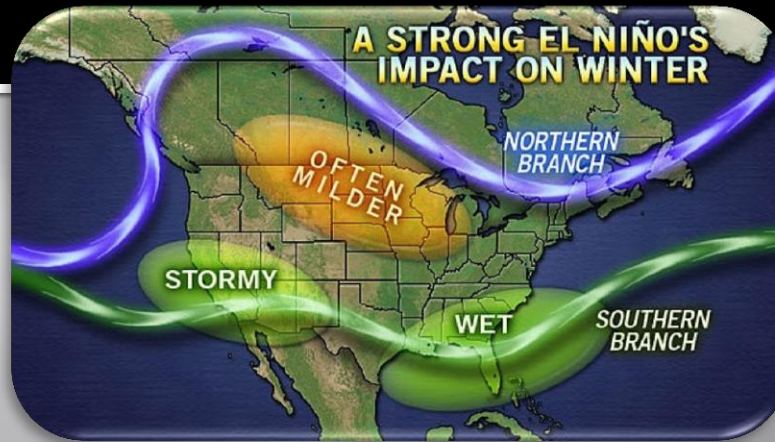 A STRONG EL NIÑO'S
IMPACT ON WINTER
NORTHERN
BRANCH
OFTEN
MILDER
STORMY
WET
SOUTHERN
BRANCH